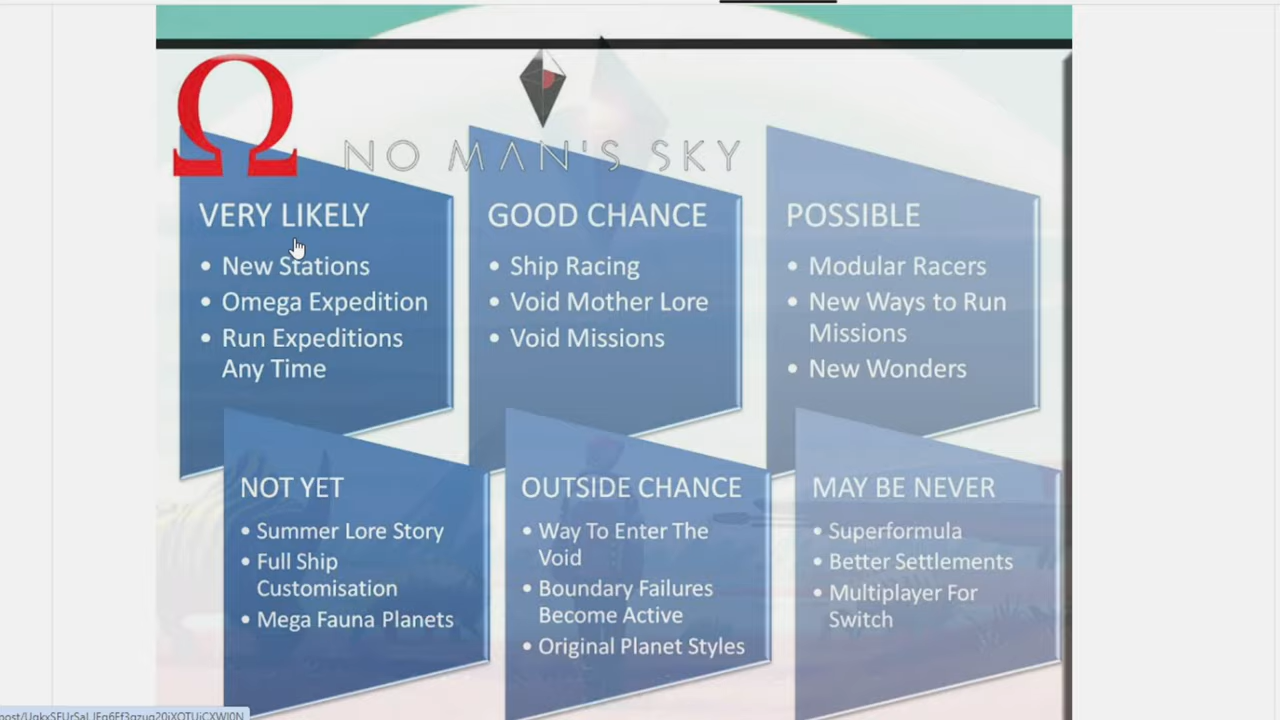 Ω
NO MAN'S SKY
VERY LIKELY
• New Stations
• Omega Expedition
• Run Expeditions
Any Time
GOOD CHANCE
• Ship Racing
• Void Mother Lore
• Void Missions
POSSIBLE
• Modular Racers
• New Ways to Run
Missions
• New Wonders
NOT YET
• Summer Lore Story
• Full Ship
Customisation
• Mega Fauna Planets
OUTSIDE CHANCE
• Way To Enter The
Void
• Boundary Failures
Become Active
• Original Planet Styles
MAY BE NEVER
• Superformula
• Better Settlements
• Multiplayer For
Switch